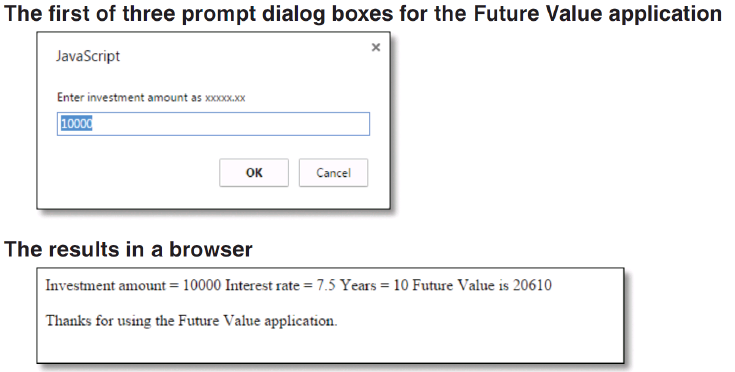 The first of three prompt dialog boxes for the Future Value application
JavaScript
×
Enter investment amount as xxxxx.xx
10000
OK Cancel
The results in a browser
Investment amount = 10000 Interest rate = 7.5 Years = 10 Future Value is 20610
Thanks for using the Future Value application.